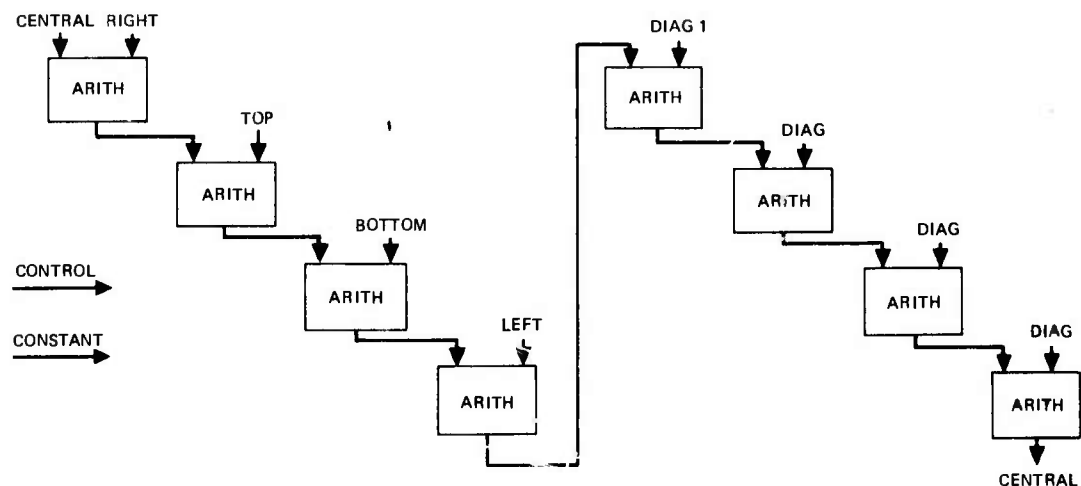 CENTRAL RIGHT
ARITH
TOP
ARITH
BOTTOM
ARITH
LEFT
ARITH
CONTROL
CONSTANT
DIAG 1
ARITH
DIAG
ARITH
DIAG
ARITH
DIAG
ARITH
CENTRAL